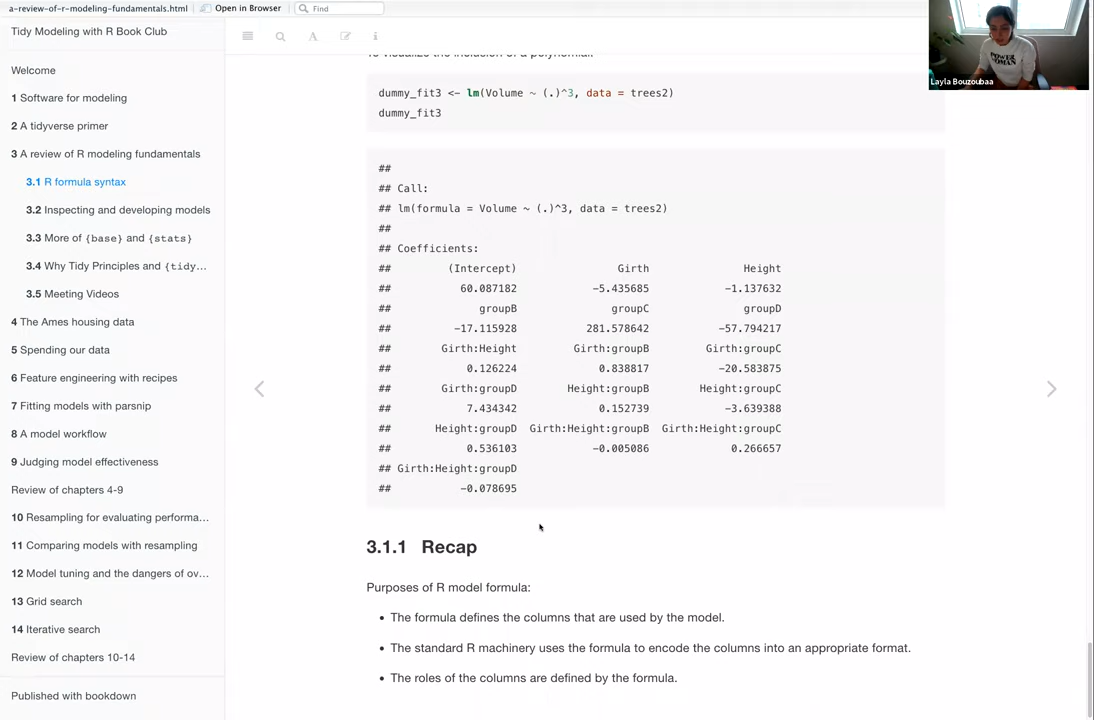 a-review-of-r-modeling-fundamentals.html Open in Browser Find
Tidy Modeling with R Book Club
Welcome
1 Software for modeling
2 A tidyverse primer
3 A review of R modeling fundamentals
3.1 R formula syntax
3.2 Inspecting and developing models
3.3 More of {base} and {stats}
3.4 Why Tidy Principles and {tidy...
3.5 Meeting Videos
4 The Ames housing data
5 Spending our data
6 Feature engineering with recipes
7 Fitting models with parsnip
8 A model workflow
9 Judging model effectiveness
Review of chapters 4-9
10 Resampling for evaluating performa...
11 Comparing models with resampling
12 Model tuning and the dangers of ov...
13 Grid search
14 Iterative search
Review of chapters 10-14
Published with bookdown
To visualize the inclusion of a polynomial:
dummy_fit3 <- lm(Volume ~ (.)^3, data = trees2)
dummy_fit3
##
## Call:
## lm(formula = Volume ~ (.)^3, data = trees2)
##
## Coefficients:
## (Intercept) Girth Height
## 60.087182 -5.435685 -1.137632
## groupB groupC groupD
## -17.115928 281.578642 -57.794217
## Girth:Height Girth:groupB Girth:groupC
## 0.126224 0.838817 -20.583875
## Girth:groupD Height:groupB Height:groupC
## 7.434342 0.152739 -3.639388
## Height:groupD Girth:Height:groupB Girth:Height:groupC
## 0.536103 -0.005086 0.266657
## Girth:Height:groupD
## -0.078695
3.1.1 Recap
Purposes of R model formula:
• The formula defines the columns that are used by the model.
• The standard R machinery uses the formula to encode the columns into an appropriate format.
• The roles of the columns are defined by the formula.
POWER
WOMAN
Layla Bouzoubaa